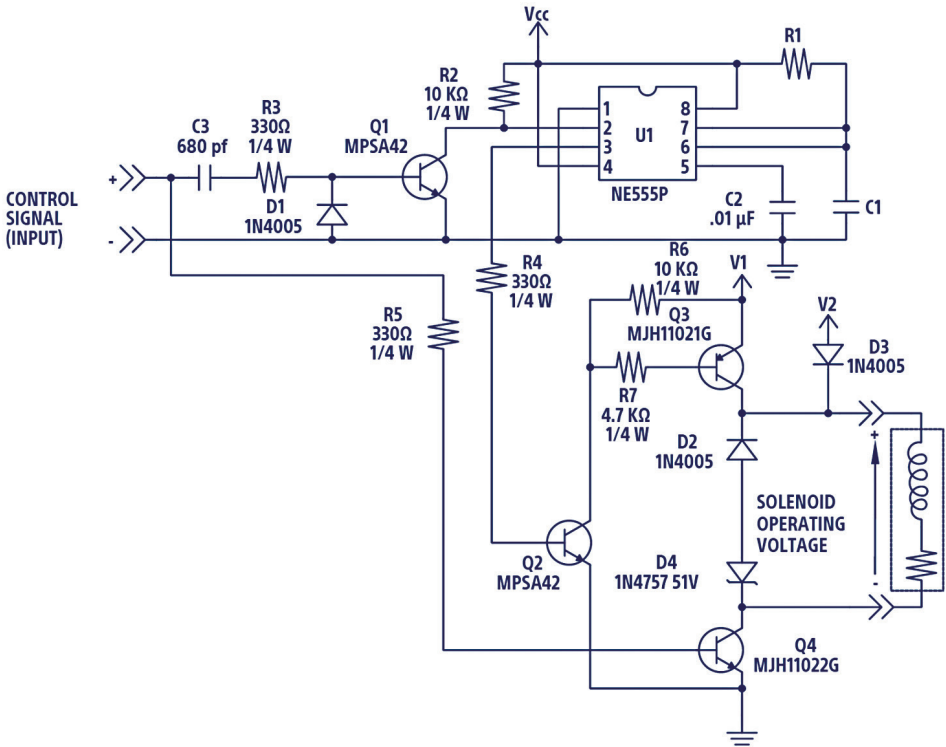 Vcc
R1
R2
10 KΩ
1/4 W
R3
330Ω
1/4 W
C3
680 pf
Q1
MPSA42
1
2
3
4
8
7
6
5
U1
NE555P
+
-
CONTROL
SIGNAL
(INPUT)
D1
1N4005
C2
.01 µF
C1
R4
330Ω
1/4 W
R5
330Ω
1/4 W
R6
10 KΩ
1/4 W
V1
Q3
MJH11021G
V2
D3
1N4005
R7
4.7 KΩ
1/4 W
D2
1N4005
+
-
SOLENOID
OPERATING
VOLTAGE
Q2
MPSA42
D4
1N4757 51V
Q4
MJH11022G